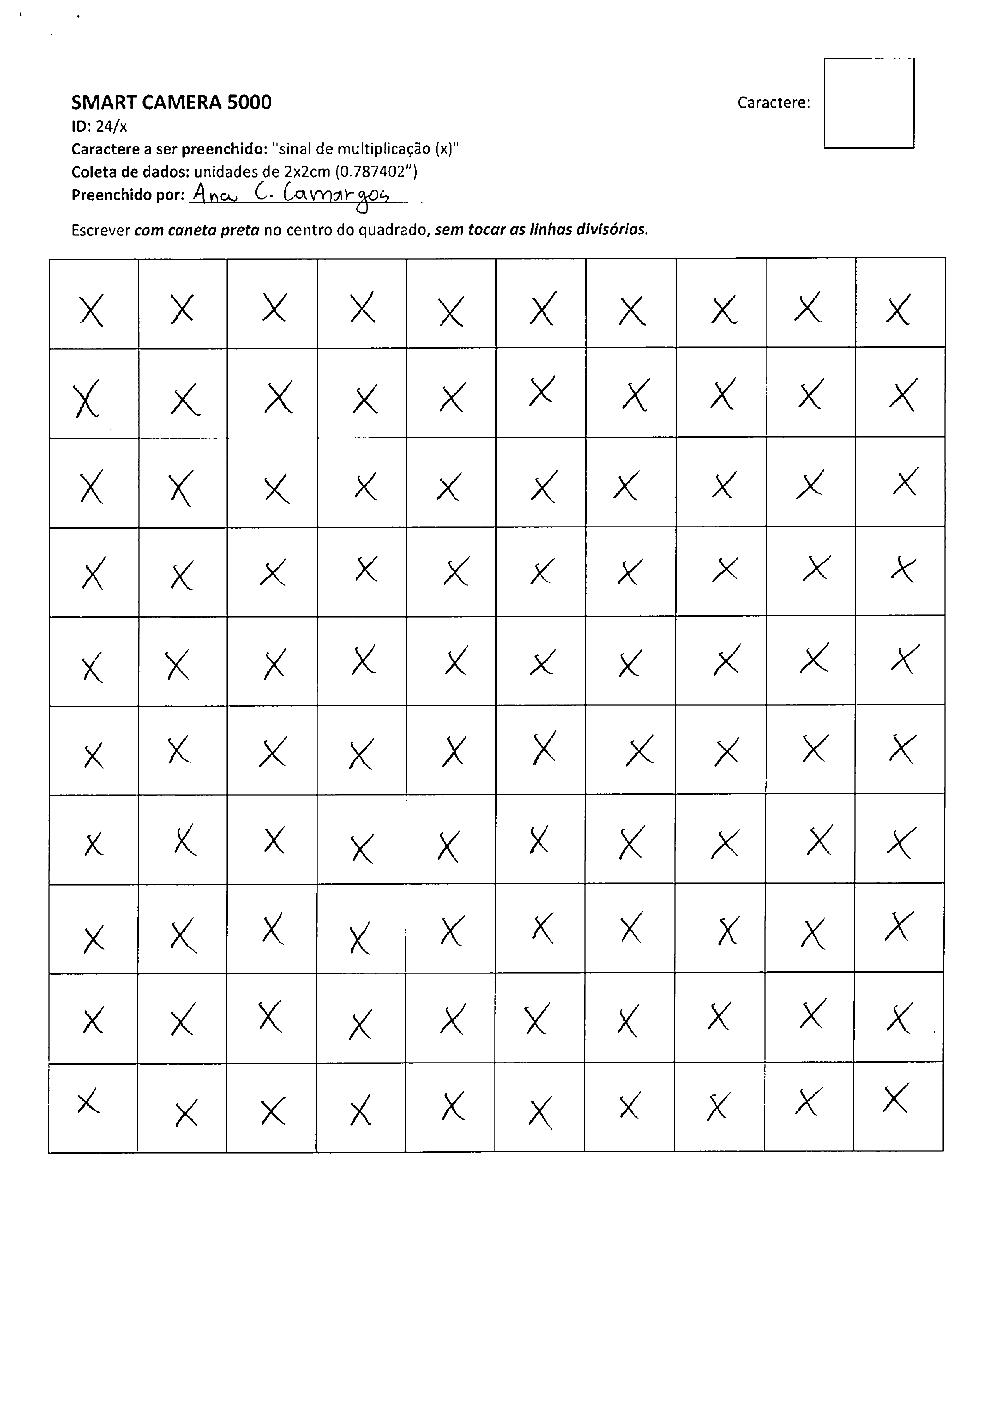 SMART CAMERA 5000
Caractere:
ID: 24/x
Caractere a ser preenchido: "sinal de multiplicação (x)"
Coleta de dados: unidades de 2x2cm (0.787402")
Preenchido por: Ana C. Camargos
Escrever com caneta preta no centro do quadrado, sem tocar as linhas divisórias.
X X X X X X X X X X
X X X X X X X X X X
X X X X X X X X X X
X X X X X X X X X X
X X X X X X X X X X
X X X X X X X X X X
X X X X X X X X X X
X X X X X X X X X X
X X X X X X X X X X
X X X X X X X X X X